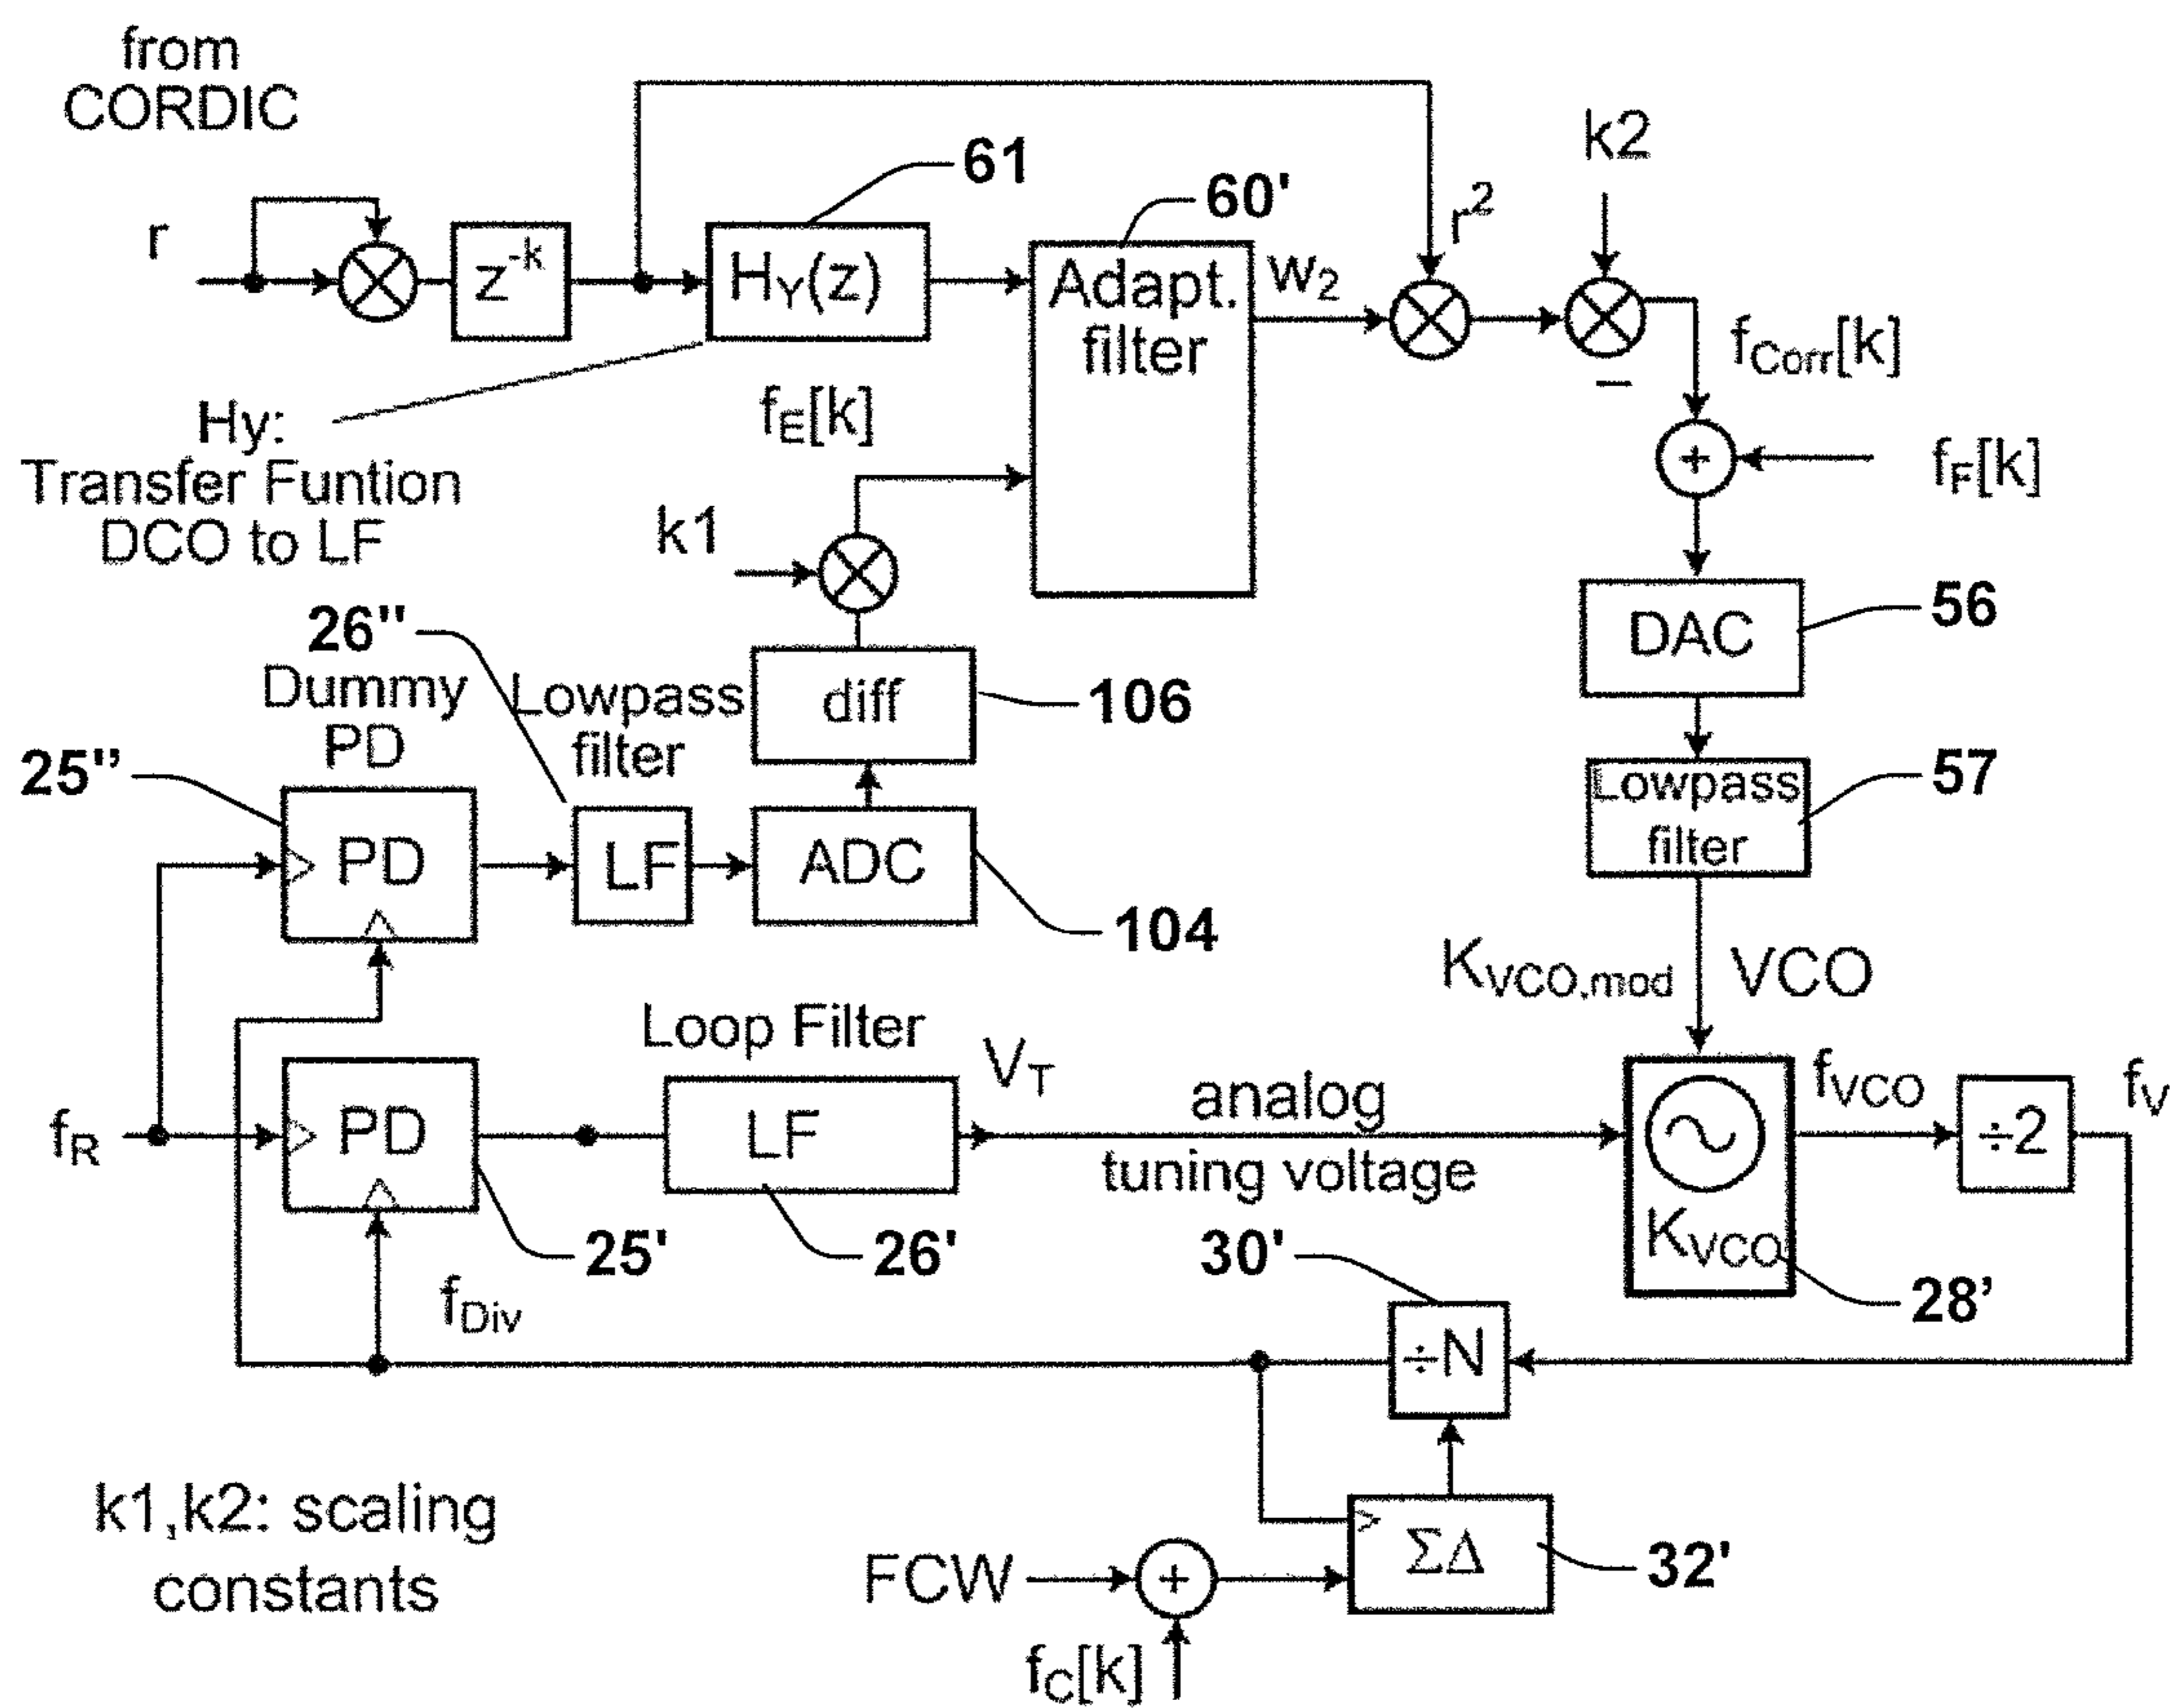 from
CORDIC
61
k2
60'
r²
r
z⁻ᵏ
H_Y(z)
Adapt.
filter
w₂
f_Corr[k]
f_E[k]
–
Hy:
Transfer Funtion
DCO to LF
+
f_F[k]
k1
26"
DAC
56
Dummy
PD
Lowpass
filter
diff
106
25"
Lowpass
filter
57
PD
LF
ADC
104
K_VCO,mod
VCO
Loop Filter
V_T
f_R
PD
LF
analog
tuning voltage
f_VCO
÷2
f_V
25'
26'
30'
K_VCO
28'
f_Div
÷N
k1,k2: scaling
constants
FCW
+
ΣΔ
32'
f_C[k]